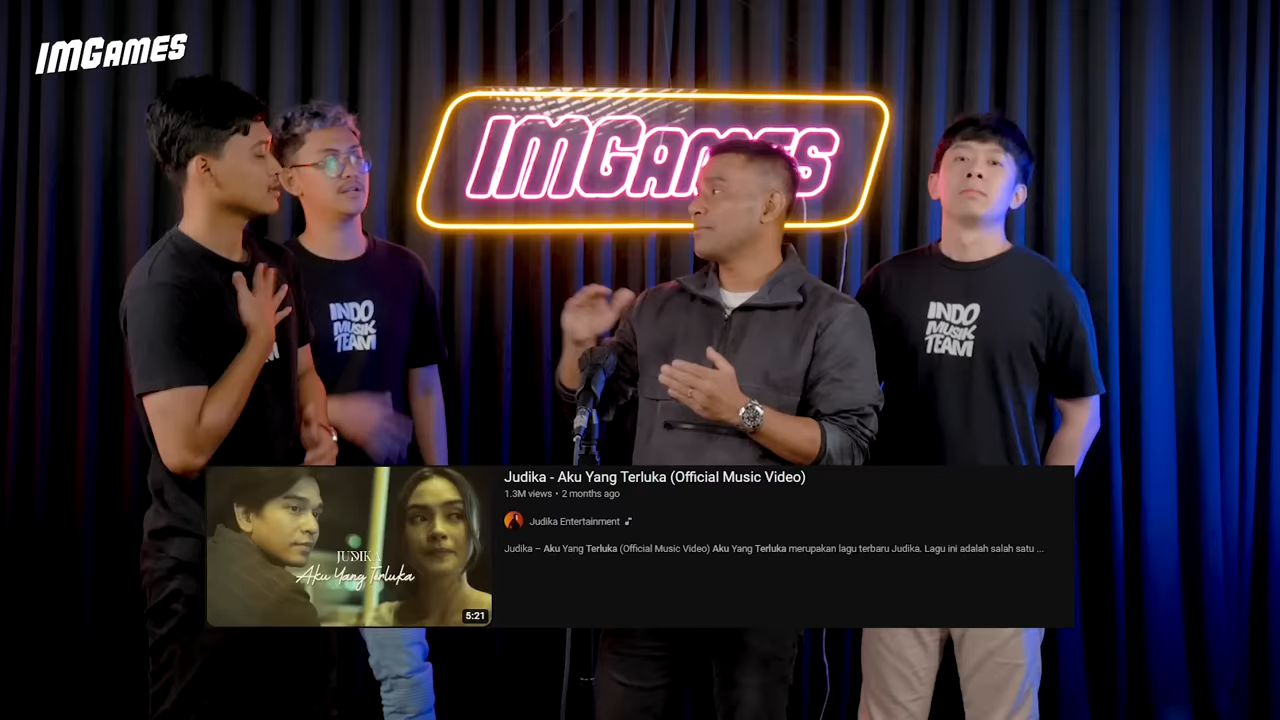 IMGAMES
IMGAMES
INDO
MUSIK
TEAM
INDO
MUSIK
TEAM
Judika - Aku Yang Terluka (Official Music Video)
1.3M views • 2 months ago
Judika Entertainment
Judika – Aku Yang Terluka (Official Music Video) Aku Yang Terluka merupakan lagu terbaru Judika. Lagu ini adalah salah satu ...
JUDIKA
Aku Yang Terluka
5:21